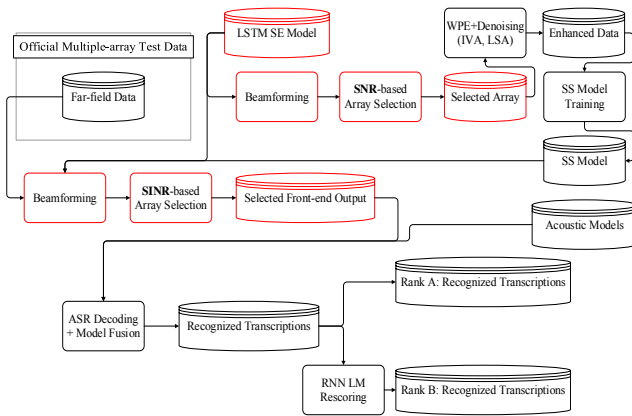 Official Multiple-array Test Data
Far-field Data
LSTM SE Model
WPE+Denoising
(IVA, LSA)
Enhanced Data
Beamforming
SNR-based
Array Selection
Selected Array
SS Model
Training
SS Model
Beamforming
SINR-based
Array Selection
Selected Front-end Output
Acoustic Models
ASR Decoding
+ Model Fusion
Recognized Transcriptions
Rank A: Recognized Transcriptions
RNN LM
Rescoring
Rank B: Recognized Transcriptions